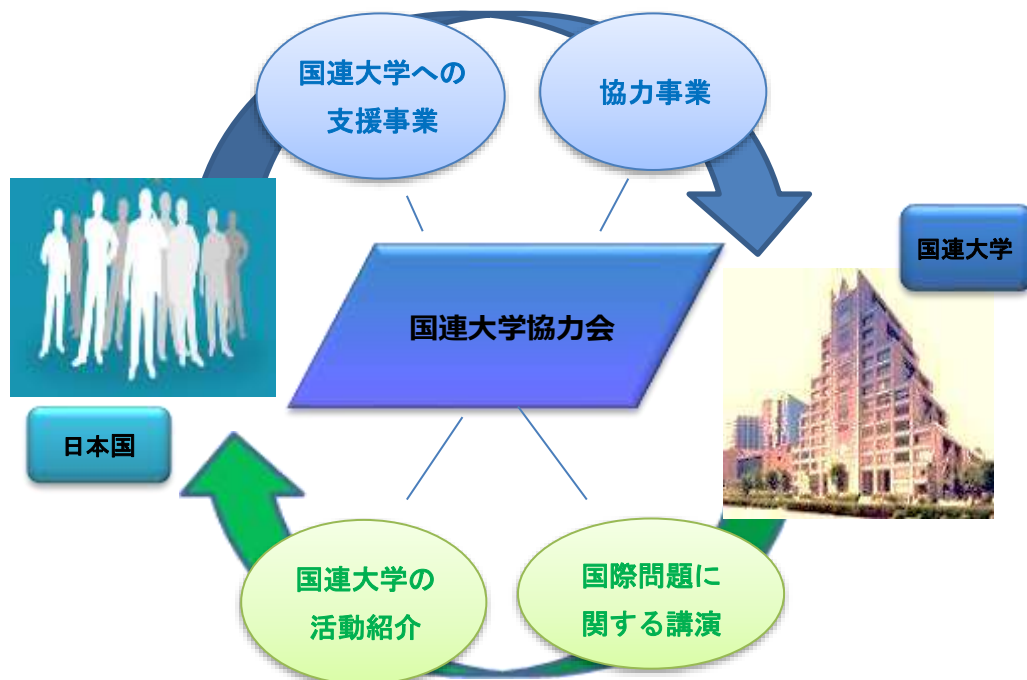 国連大学への
支援事業
協力事業
国連大学
国連大学協力会
日本国
国連大学の
活動紹介
国際問題に
関する講演